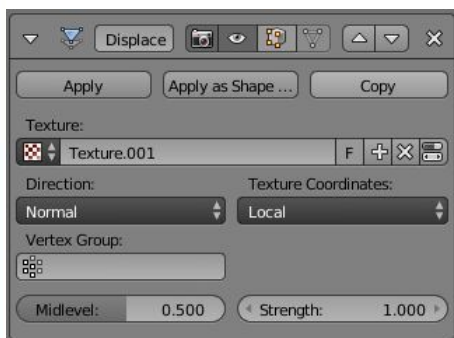 Displace
Apply Apply as Shape ... Copy
Texture:
Texture.001 F
Direction: Texture Coordinates:
Normal Local
Vertex Group:
Midlevel: 0.500 Strength: 1.000